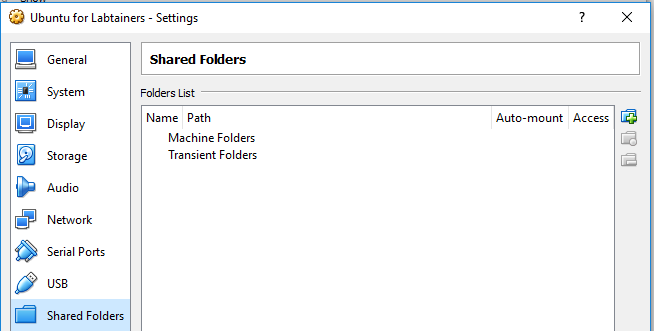 Ubuntu for Labtainers - Settings
?
General
System
Display
Storage
Audio
Network
Serial Ports
USB
Shared Folders
Shared Folders
Folders List
Name Path Auto-mount Access
Machine Folders
Transient Folders